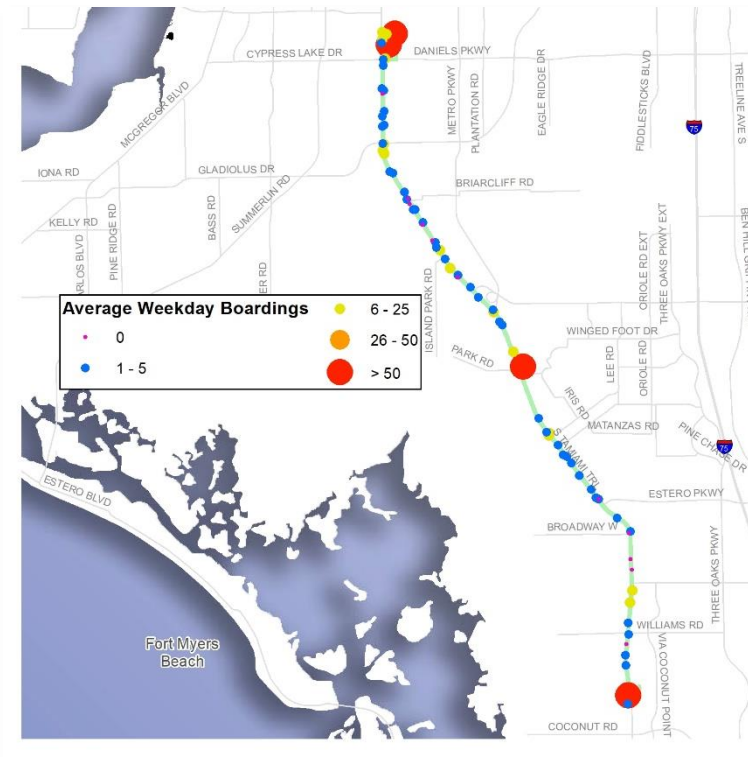 CYPRESS LAKE DR
DANIELS PKWY
MCGREGOR BLVD
METRO PKWY
PLANTATION RD
EAGLE RIDGE DR
FIDDLESTICKS BLVD
TREELINE AVE S
75
IONA RD
GLADIOLUS DR
SUMMERLIN RD
BRIARCLIFF RD
KELLY RD
PINE RIDGE RD
BASS RD
ARLOS BLVD
ER RD
ISLAND PARK RD
ORIOLE RD EXT
THREE OAKS PKWY EXT
Average Weekday Boardings
0
1 - 5
6 - 25
26 - 50
> 50
WINGED FOOT DR
PARK RD
LEE RD
ORIOLE RD
IRIS RD
S TAMIAMI TRL
MATANZAS RD
PINE CHASE DR
75
ESTERO BLVD
ESTERO PKWY
BROADWAY W
THREE OAKS PKWY
WILLIAMS RD
VIA COCONUT POINT
Fort Myers
Beach
COCONUT RD